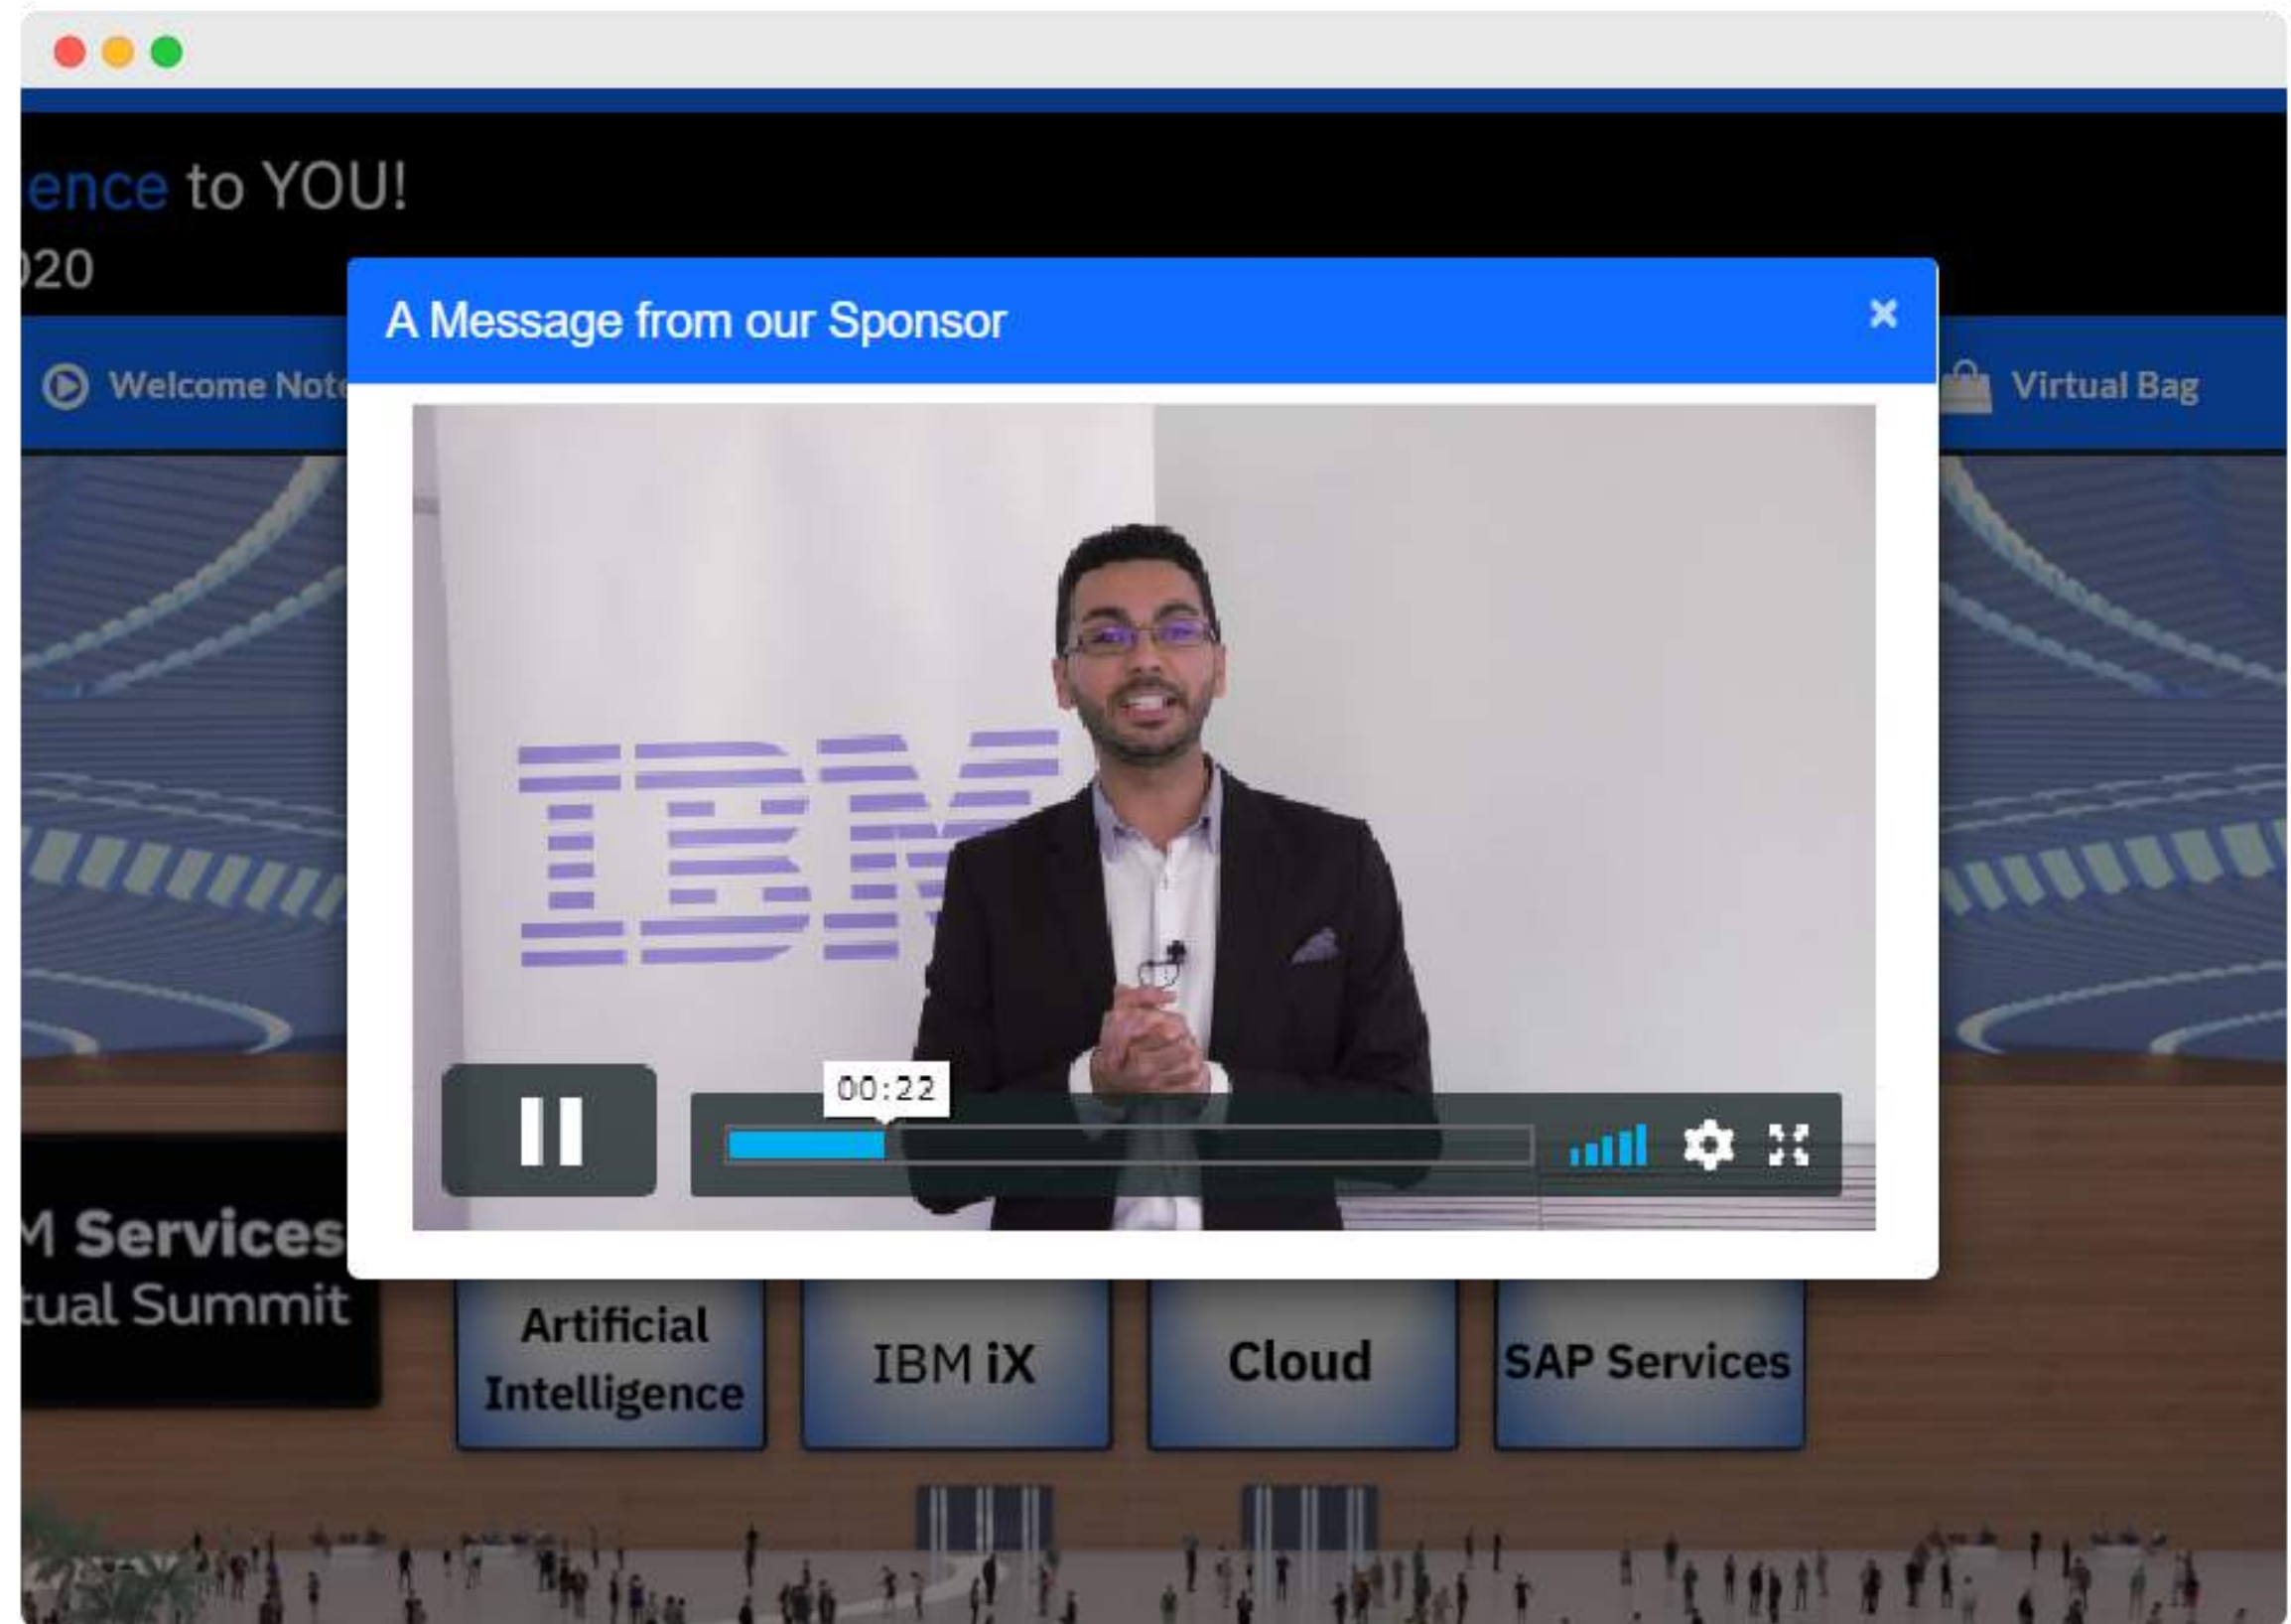 ence to YOU!
020
A Message from our Sponsor
Welcome Note
Virtual Bag
IBM
00:22
M Services
tual Summit
Artificial
Intelligence
IBM iX
Cloud
SAP Services